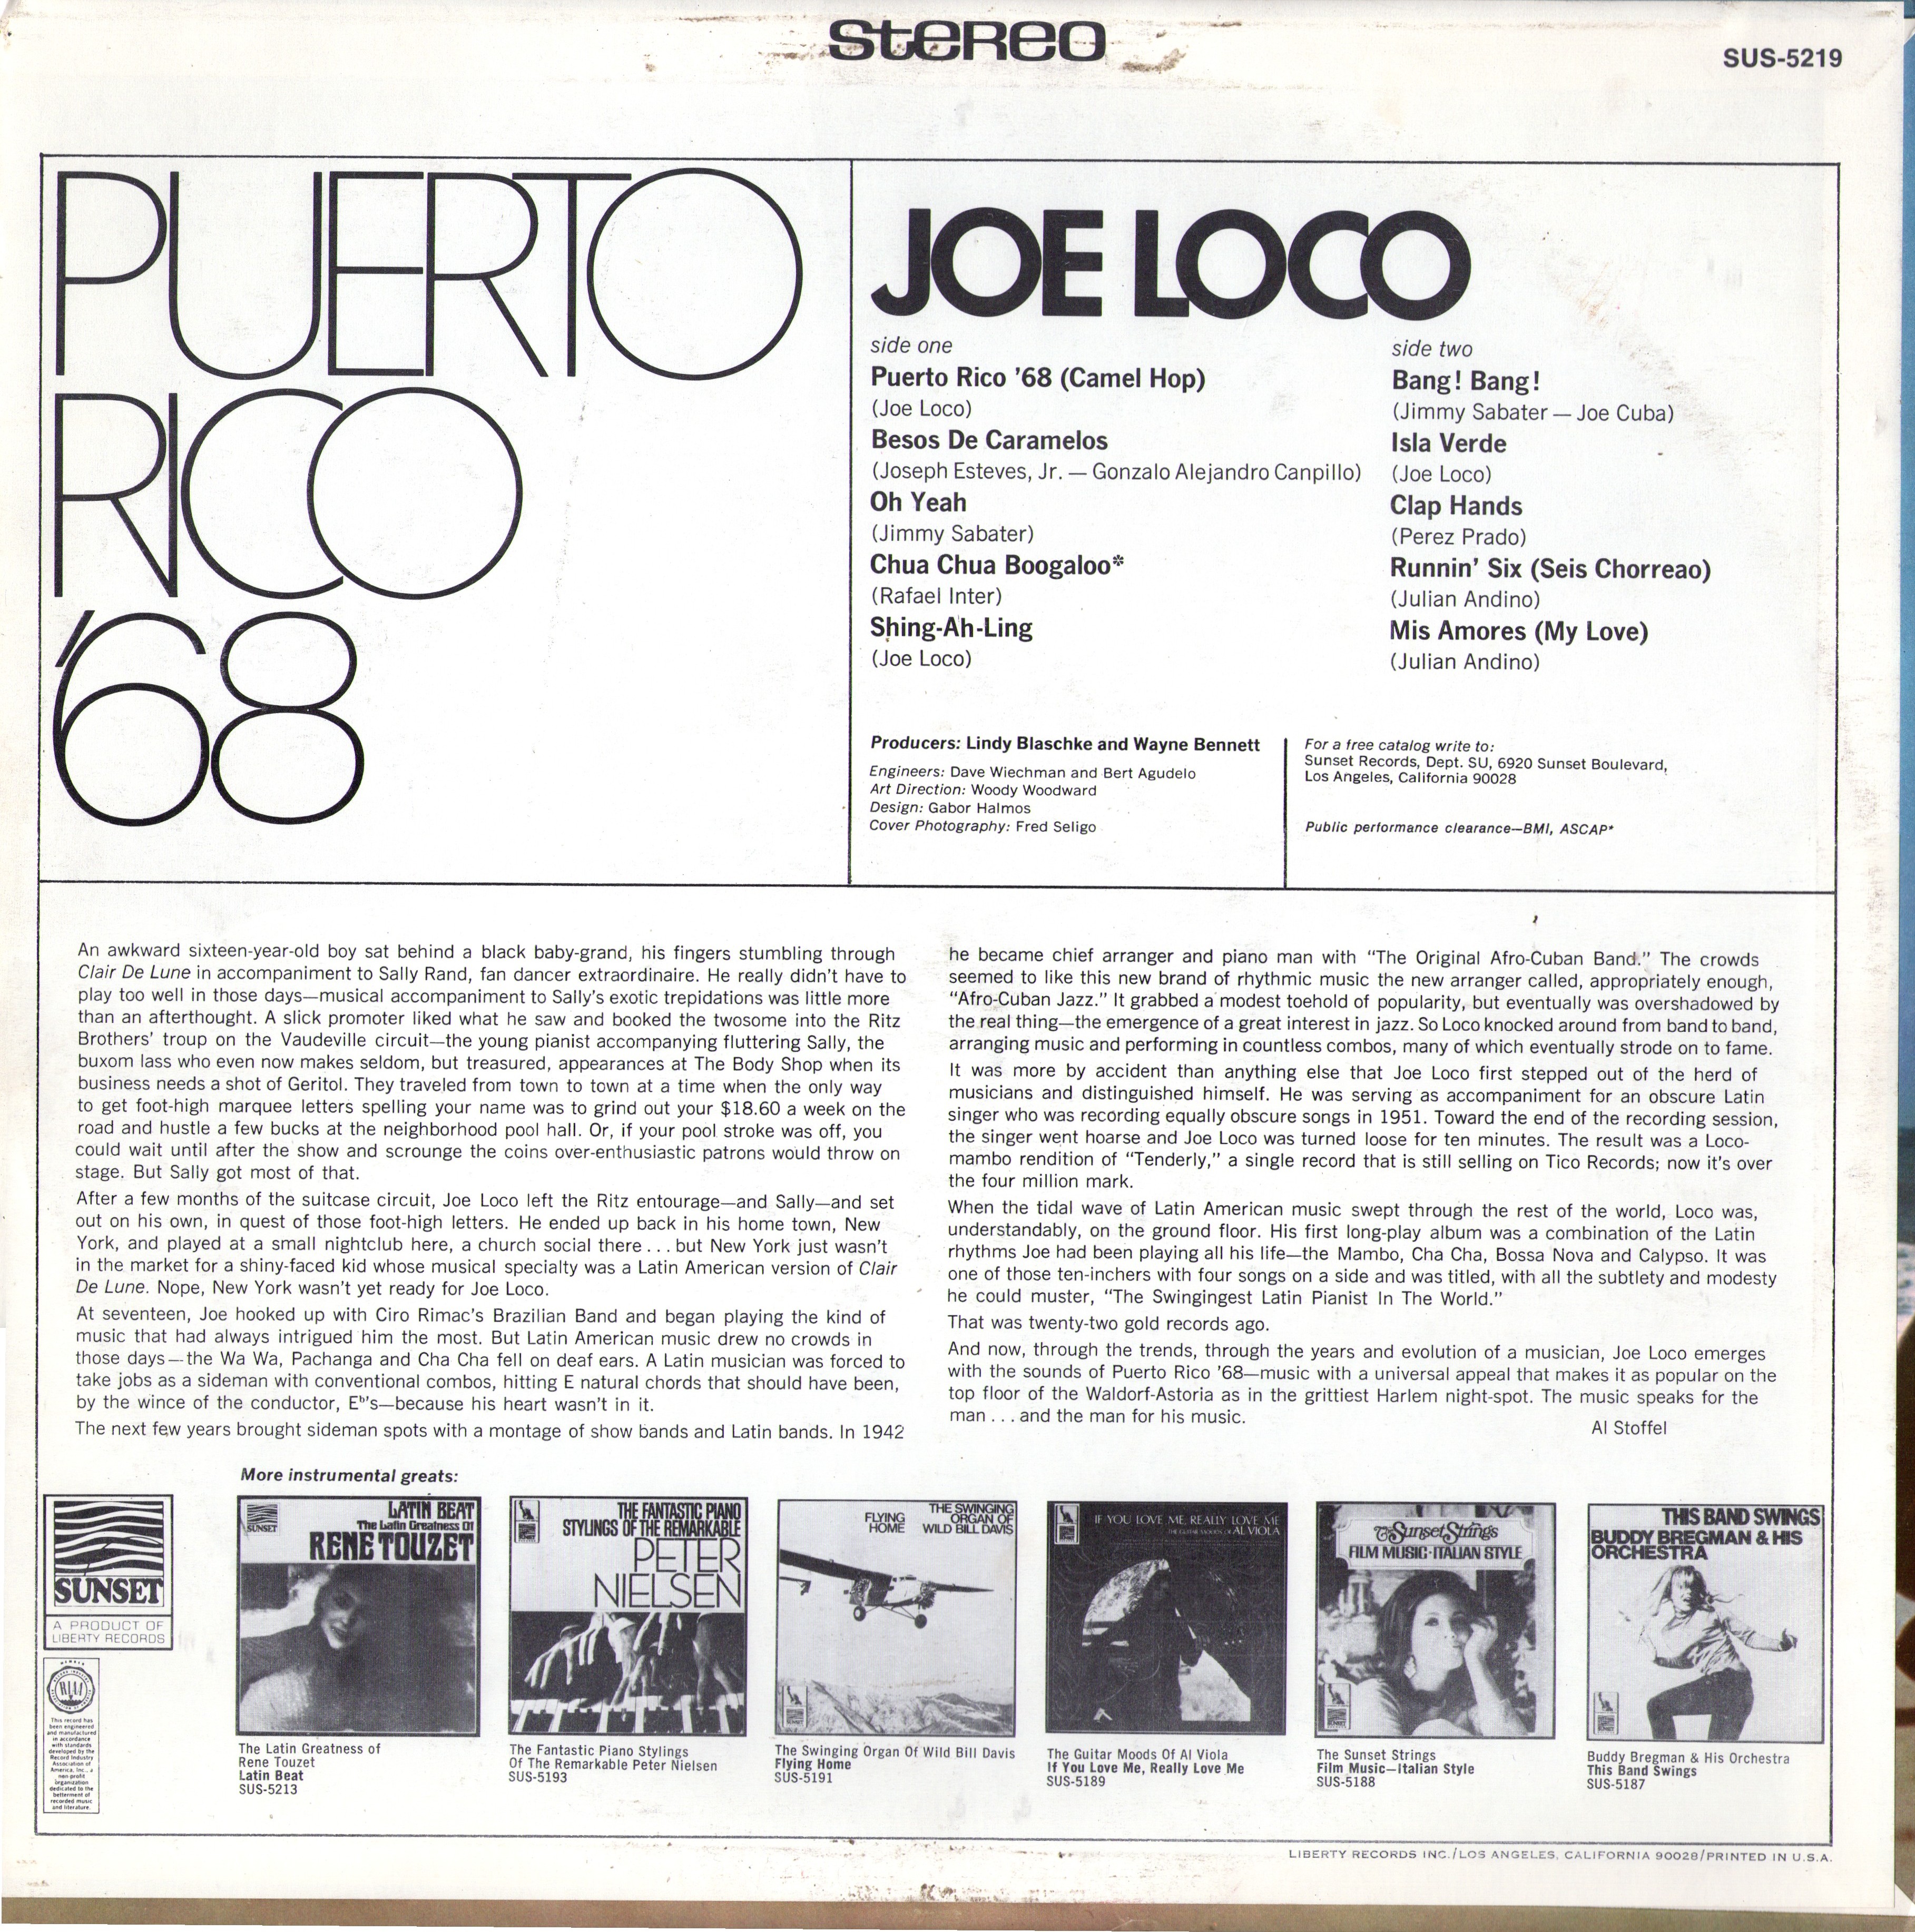 STEREO
SUS-5219
PUERTO
RICO
'68
JOE LOCO
side one
Puerto Rico '68 (Camel Hop)
(Joe Loco)
Besos De Caramelos
(Joseph Esteves, Jr. — Gonzalo Alejandro Canpillo)
Oh Yeah
(Jimmy Sabater)
Chua Chua Boogaloo*
(Rafael Inter)
Shing-Ah-Ling
(Joe Loco)
side two
Bang! Bang!
(Jimmy Sabater — Joe Cuba)
Isla Verde
(Joe Loco)
Clap Hands
(Perez Prado)
Runnin' Six (Seis Chorreao)
(Julian Andino)
Mis Amores (My Love)
(Julian Andino)
Producers: Lindy Blaschke and Wayne Bennett
Engineers: Dave Wiechman and Bert Agudelo
Art Direction: Woody Woodward
Design: Gabor Halmos
Cover Photography: Fred Seligo
For a free catalog write to:
Sunset Records, Dept. SU, 6920 Sunset Boulevard,
Los Angeles, California 90028
Public performance clearance—BMI, ASCAP*
An awkward sixteen-year-old boy sat behind a black baby-grand, his fingers stumbling through
Clair De Lune in accompaniment to Sally Rand, fan dancer extraordinaire. He really didn't have to
play too well in those days—musical accompaniment to Sally's exotic trepidations was little more
than an afterthought. A slick promoter liked what he saw and booked the twosome into the Ritz
Brothers' troup on the Vaudeville circuit—the young pianist accompanying fluttering Sally, the
buxom lass who even now makes seldom, but treasured, appearances at The Body Shop when its
business needs a shot of Geritol. They traveled from town to town at a time when the only way
to get foot-high marquee letters spelling your name was to grind out your $18.60 a week on the
road and hustle a few bucks at the neighborhood pool hall. Or, if your pool stroke was off, you
could wait until after the show and scrounge the coins over-enthusiastic patrons would throw on
stage. But Sally got most of that.
After a few months of the suitcase circuit, Joe Loco left the Ritz entourage—and Sally—and set
out on his own, in quest of those foot-high letters. He ended up back in his home town, New
York, and played at a small nightclub here, a church social there . . . but New York just wasn't
in the market for a shiny-faced kid whose musical specialty was a Latin American version of Clair
De Lune. Nope, New York wasn't yet ready for Joe Loco.
At seventeen, Joe hooked up with Ciro Rimac's Brazilian Band and began playing the kind of
music that had always intrigued him the most. But Latin American music drew no crowds in
those days—the Wa Wa, Pachanga and Cha Cha fell on deaf ears. A Latin musician was forced to
take jobs as a sideman with conventional combos, hitting E natural chords that should have been,
by the wince of the conductor, E♭'s—because his heart wasn't in it.
The next few years brought sideman spots with a montage of show bands and Latin bands. In 1942
he became chief arranger and piano man with "The Original Afro-Cuban Band." The crowds
seemed to like this new brand of rhythmic music the new arranger called, appropriately enough,
"Afro-Cuban Jazz." It grabbed a modest toehold of popularity, but eventually was overshadowed by
the real thing—the emergence of a great interest in jazz. So Loco knocked around from band to band,
arranging music and performing in countless combos, many of which eventually strode on to fame.
It was more by accident than anything else that Joe Loco first stepped out of the herd of
musicians and distinguished himself. He was serving as accompaniment for an obscure Latin
singer who was recording equally obscure songs in 1951. Toward the end of the recording session,
the singer went hoarse and Joe Loco was turned loose for ten minutes. The result was a Loco-
mambo rendition of "Tenderly," a single record that is still selling on Tico Records; now it's over
the four million mark.
When the tidal wave of Latin American music swept through the rest of the world, Loco was,
understandably, on the ground floor. His first long-play album was a combination of the Latin
rhythms Joe had been playing all his life—the Mambo, Cha Cha, Bossa Nova and Calypso. It was
one of those ten-inchers with four songs on a side and was titled, with all the subtlety and modesty
he could muster, "The Swingingest Latin Pianist In The World."
That was twenty-two gold records ago.
And now, through the trends, through the years and evolution of a musician, Joe Loco emerges
with the sounds of Puerto Rico '68—music with a universal appeal that makes it as popular on the
top floor of the Waldorf-Astoria as in the grittiest Harlem night-spot. The music speaks for the
man . . . and the man for his music.
Al Stoffel
More instrumental greats:
SUNSET
A PRODUCT OF
LIBERTY RECORDS
RIAA
This record has
been engineered
and manufactured
in accordance
with standards
developed by the
Record Industry
Association of
America, Inc., a
non-profit
organization
dedicated to the
betterment of
recorded music
and literature.
SUNSET
LATIN BEAT
The Latin Greatness Of
RENE TOUZET
The Latin Greatness of
Rene Touzet
Latin Beat
SUS-5213
THE FANTASTIC PIANO
STYLINGS OF THE REMARKABLE
PETER
NIELSEN
The Fantastic Piano Stylings
Of The Remarkable Peter Nielsen
SUS-5193
FLYING
HOME
THE SWINGING
ORGAN OF
WILD BILL DAVIS
The Swinging Organ Of Wild Bill Davis
Flying Home
SUS-5191
IF YOU LOVE ME, REALLY LOVE ME
THE GUITAR MOODS OF AL VIOLA
The Guitar Moods Of Al Viola
If You Love Me, Really Love Me
SUS-5189
The Sunset Strings
FILM MUSIC-ITALIAN STYLE
The Sunset Strings
Film Music—Italian Style
SUS-5188
THIS BAND SWINGS
BUDDY BREGMAN & HIS
ORCHESTRA
Buddy Bregman & His Orchestra
This Band Swings
SUS-5187
LIBERTY RECORDS INC./LOS ANGELES, CALIFORNIA 90028/PRINTED IN U.S.A.